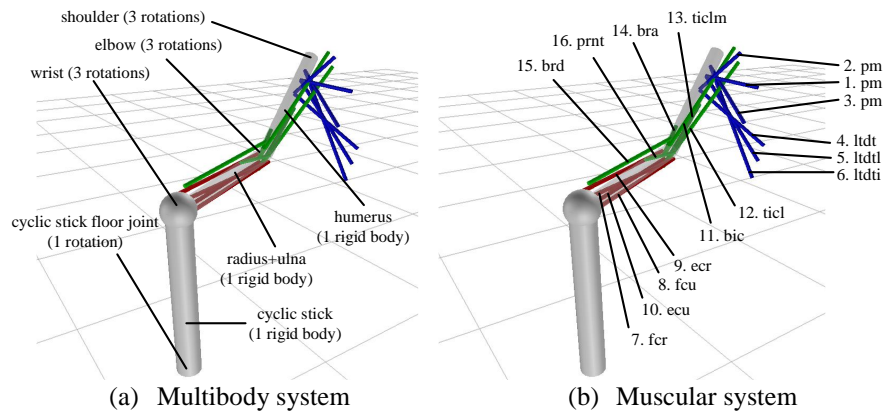 shoulder (3 rotations)
elbow (3 rotations)
wrist (3 rotations)
cyclic stick floor joint
(1 rotation)
humerus
(1 rigid body)
radius+ulna
(1 rigid body)
cyclic stick
(1 rigid body)
(a) Multibody system
13. ticlm
14. bra
16. prnt
15. brd
2. pm
1. pm
3. pm
4. ltdt
5. ltdtl
6. ltdti
12. ticl
11. bic
9. ecr
8. fcu
10. ecu
7. fcr
(b) Muscular system